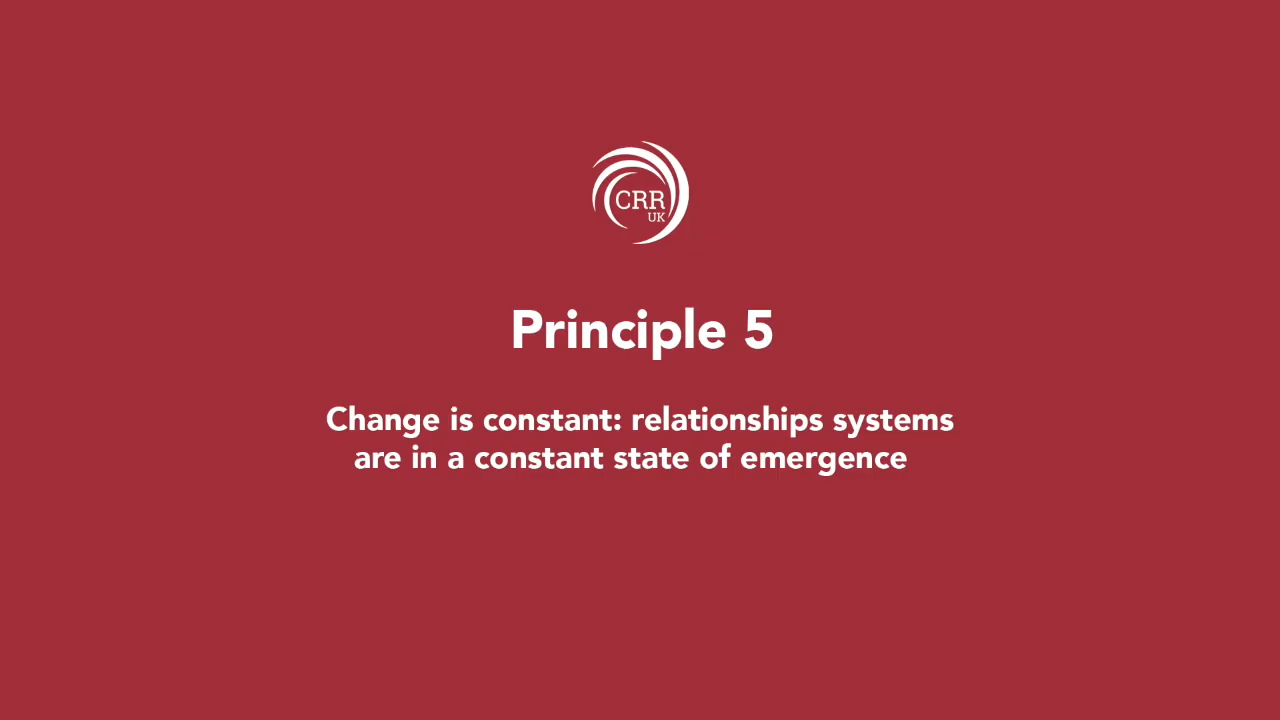 CRR
UK
Principle 5
Change is constant: relationships systems
are in a constant state of emergence